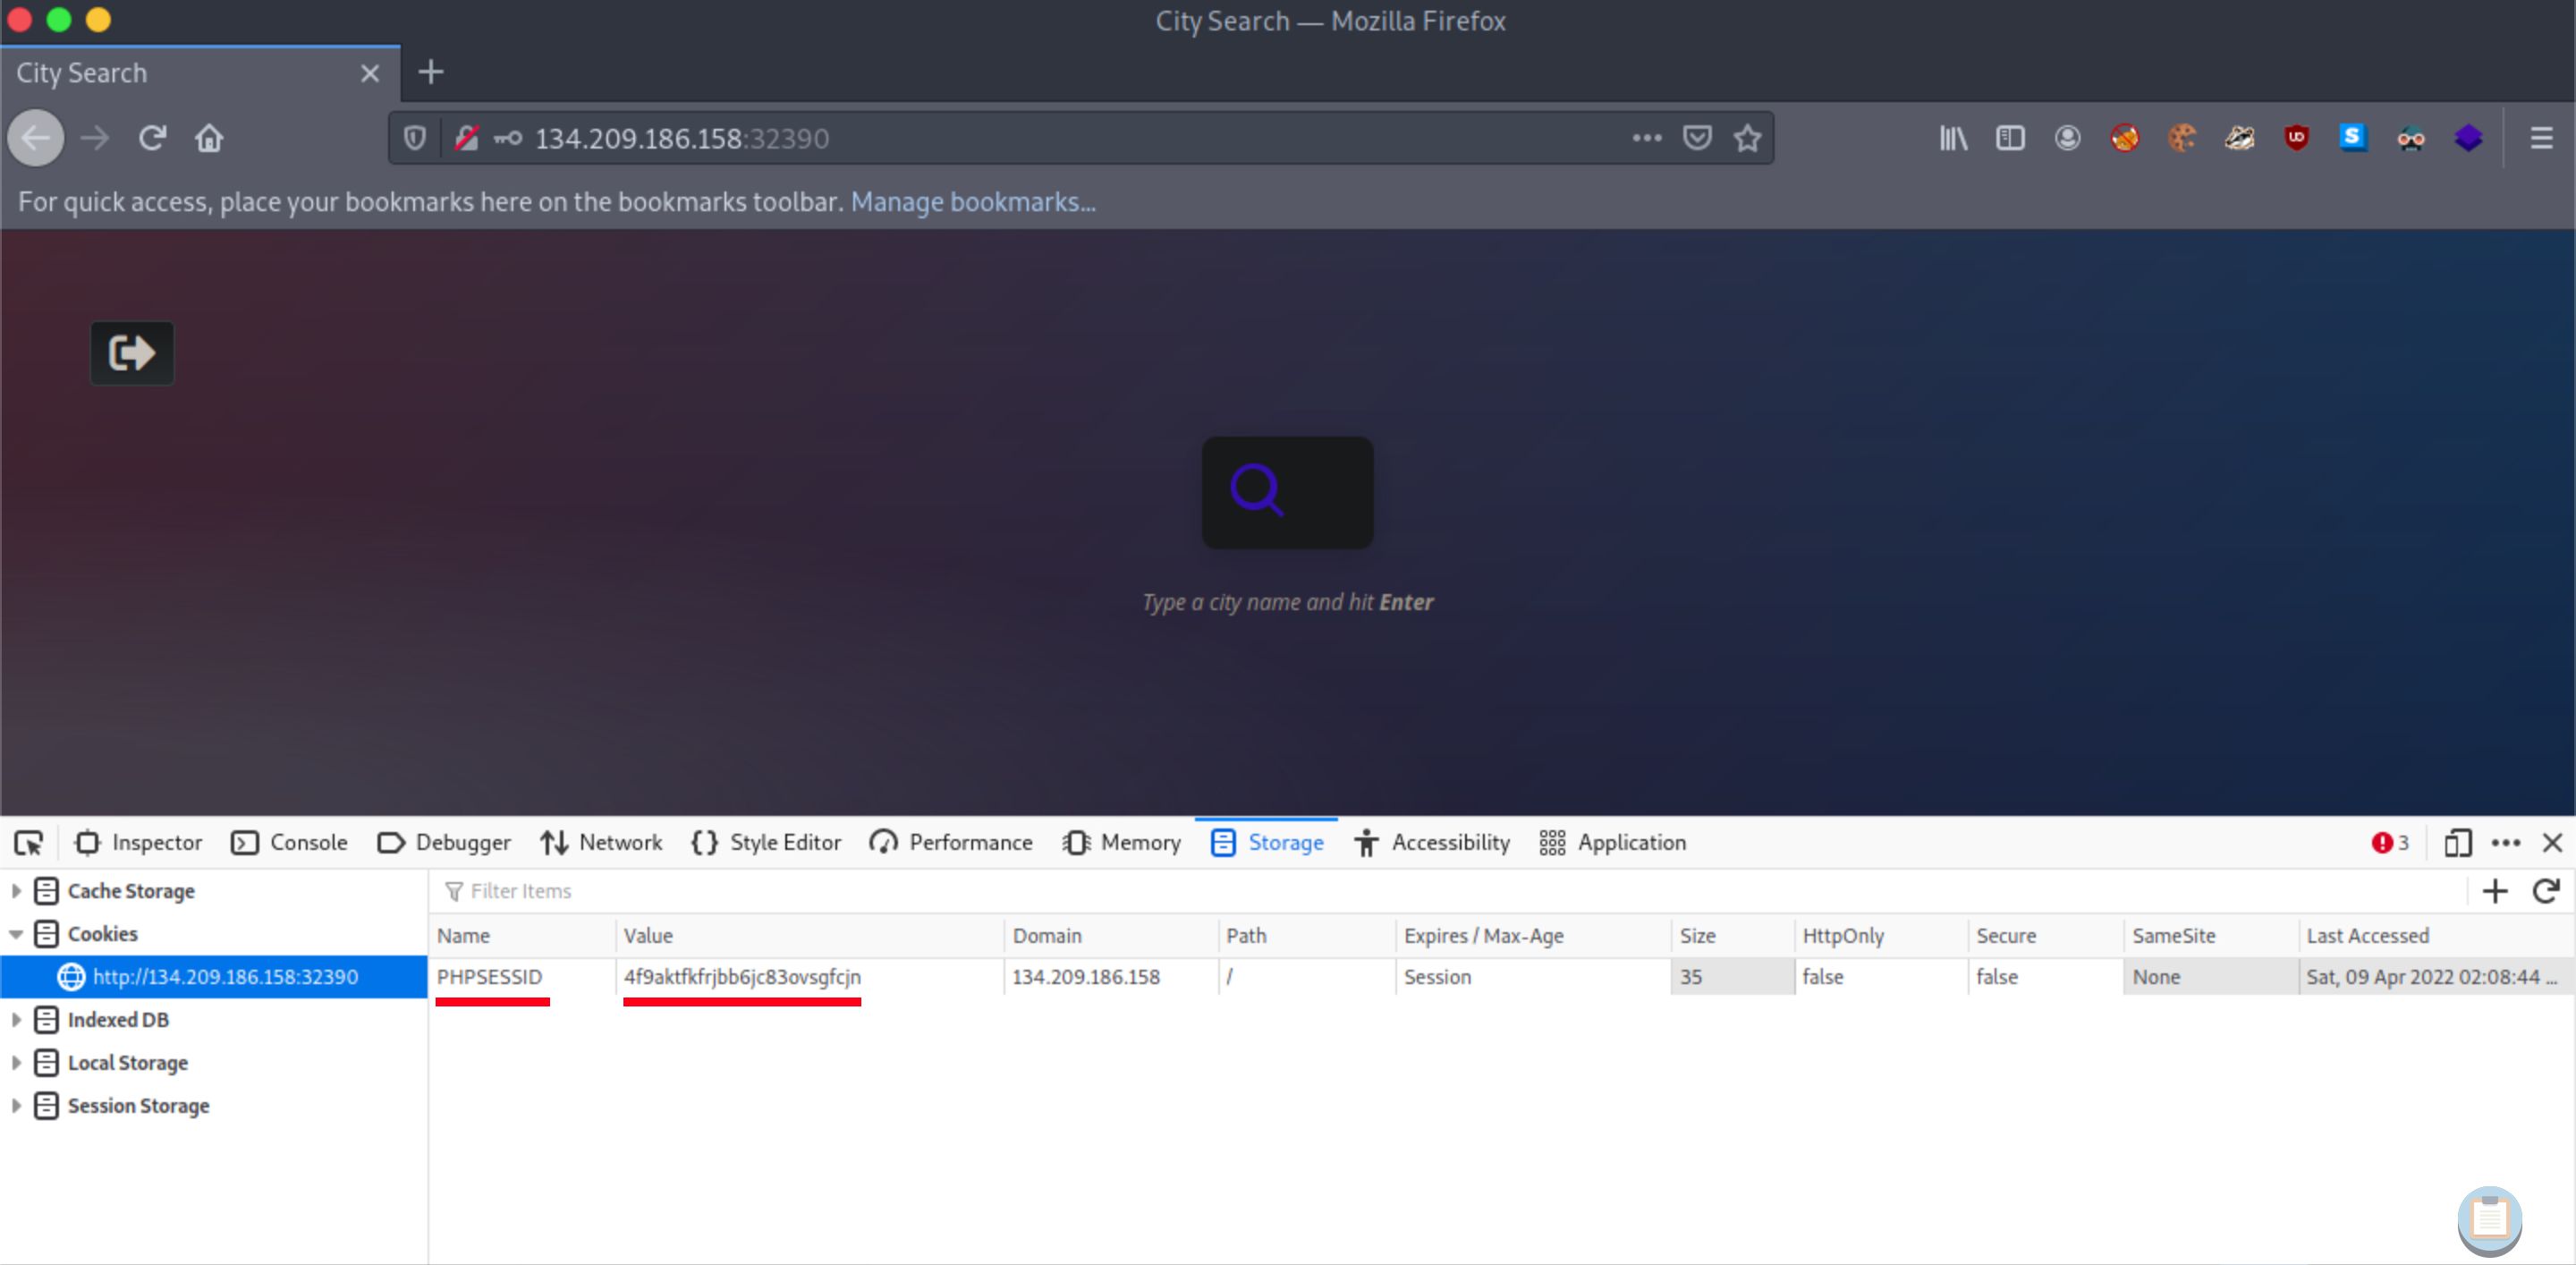 City Search — Mozilla Firefox
City Search
134.209.186.158:32390
For quick access, place your bookmarks here on the bookmarks toolbar. Manage bookmarks...
Type a city name and hit Enter
Inspector Console Debugger Network Style Editor Performance Memory Storage Accessibility Application 3
Cache Storage
Filter Items
Cookies
Name Value Domain Path Expires / Max-Age Size HttpOnly Secure SameSite Last Accessed
http://134.209.186.158:32390
PHPSESSID 4f9aktfkfrjbb6jc83ovsgfcjn 134.209.186.158 / Session 35 false false None Sat, 09 Apr 2022 02:08:44 ...
Indexed DB
Local Storage
Session Storage